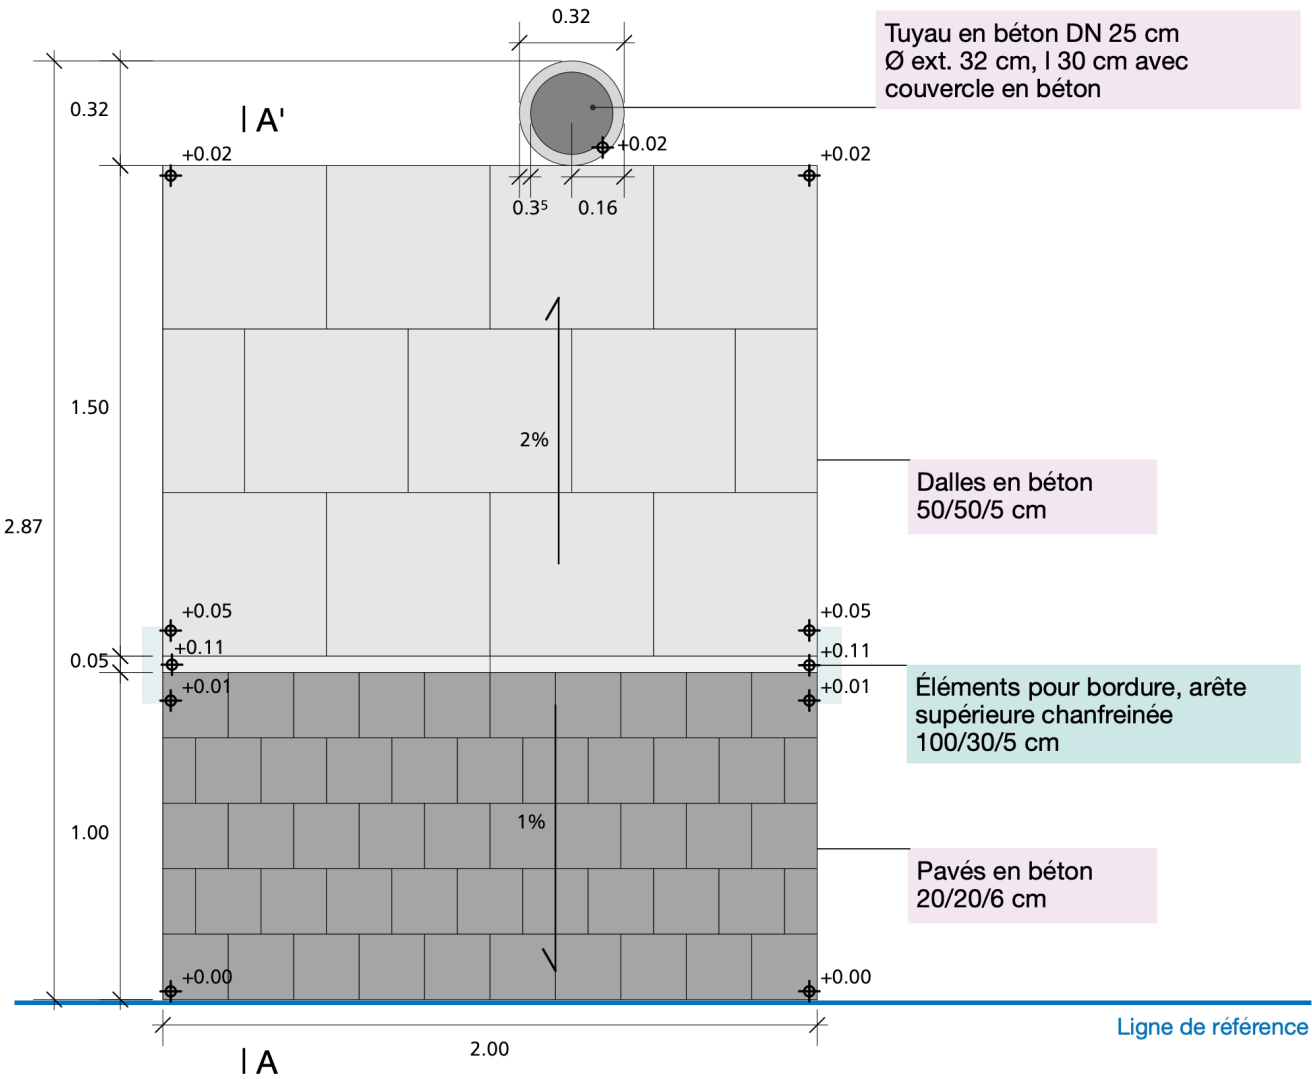 0.32
Tuyau en béton DN 25 cm
Ø ext. 32 cm, l 30 cm avec
couvercle en béton
0.32
A'
+0.02
+0.02
+0.02
0.3⁵
0.16
1.50
2%
Dalles en béton
50/50/5 cm
2.87
+0.05
+0.05
+0.11
+0.11
0.05
+0.01
+0.01
Éléments pour bordure, arête
supérieure chanfreinée
100/30/5 cm
1.00
1%
Pavés en béton
20/20/6 cm
+0.00
+0.00
Ligne de référence
2.00
A